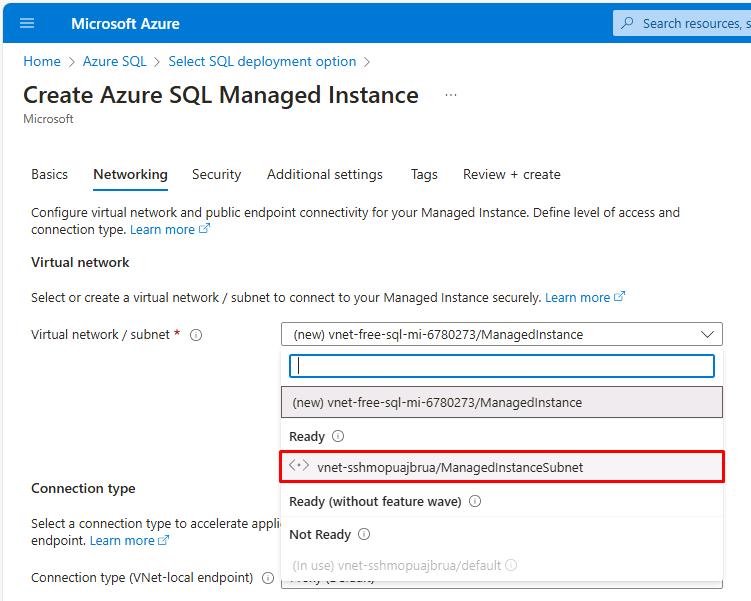 Microsoft Azure
Search resources, s
Home > Azure SQL > Select SQL deployment option >
Create Azure SQL Managed Instance ...
Microsoft
Basics Networking Security Additional settings Tags Review + create
Configure virtual network and public endpoint connectivity for your Managed Instance. Define level of access and
connection type. Learn more
Virtual network
Select or create a virtual network / subnet to connect to your Managed Instance securely. Learn more
Virtual network / subnet * (new) vnet-free-sql-mi-6780273/ManagedInstance
(new) vnet-free-sql-mi-6780273/ManagedInstance
Ready
vnet-sshmopuajbrua/ManagedInstanceSubnet
Ready (without feature wave)
Not Ready
(In use) vnet-sshmopuajbrua/default
Connection type
Select a connection type to accelerate appli
endpoint. Learn more
Connection type (VNet-local endpoint)